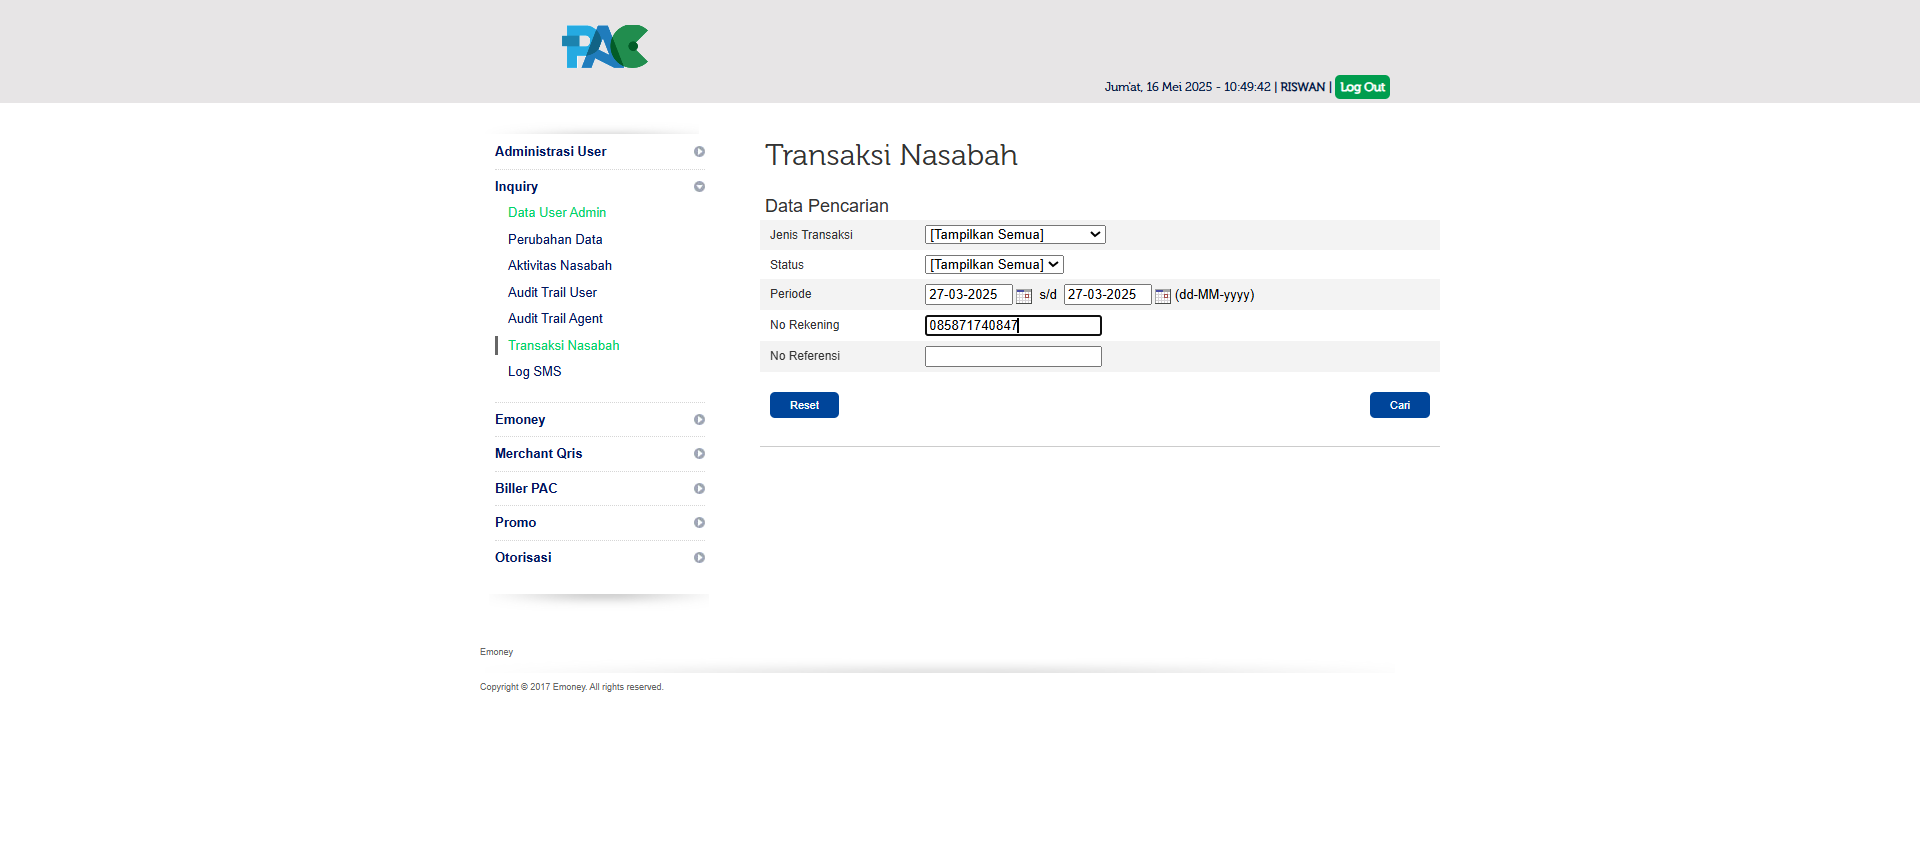 PAC
Jum'at, 16 Mei 2025 - 10:49:42 | RISWAN | Log Out
Administrasi User
Inquiry
Data User Admin
Perubahan Data
Aktivitas Nasabah
Audit Trail User
Audit Trail Agent
Transaksi Nasabah
Log SMS
Emoney
Merchant Qris
Biller PAC
Promo
Otorisasi
Transaksi Nasabah
Data Pencarian
Jenis Transaksi [Tampilkan Semua]
Status [Tampilkan Semua]
Periode 27-03-2025 s/d 27-03-2025 (dd-MM-yyyy)
No Rekening 085871740847
No Referensi
Reset Cari
Emoney
Copyright © 2017 Emoney. All rights reserved.